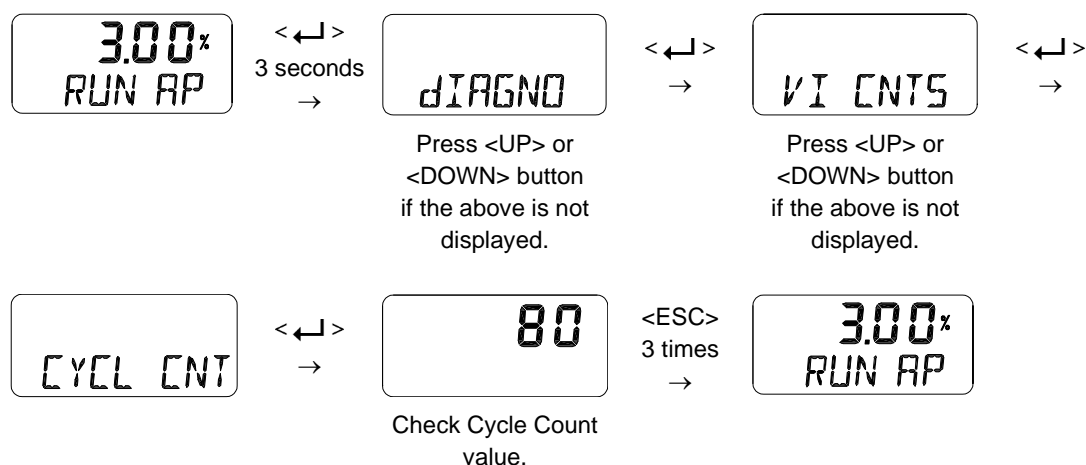 3.00%
RUN AP
<↵>
3 seconds
→
dIAGNO
Press <UP> or
<DOWN> button
if the above is not
displayed.
<↵>
→
VI CNTS
Press <UP> or
<DOWN> button
if the above is not
displayed.
<↵>
→
CYCL CNT
<↵>
→
80
Check Cycle Count
value.
<ESC>
3 times
→
3.00%
RUN AP